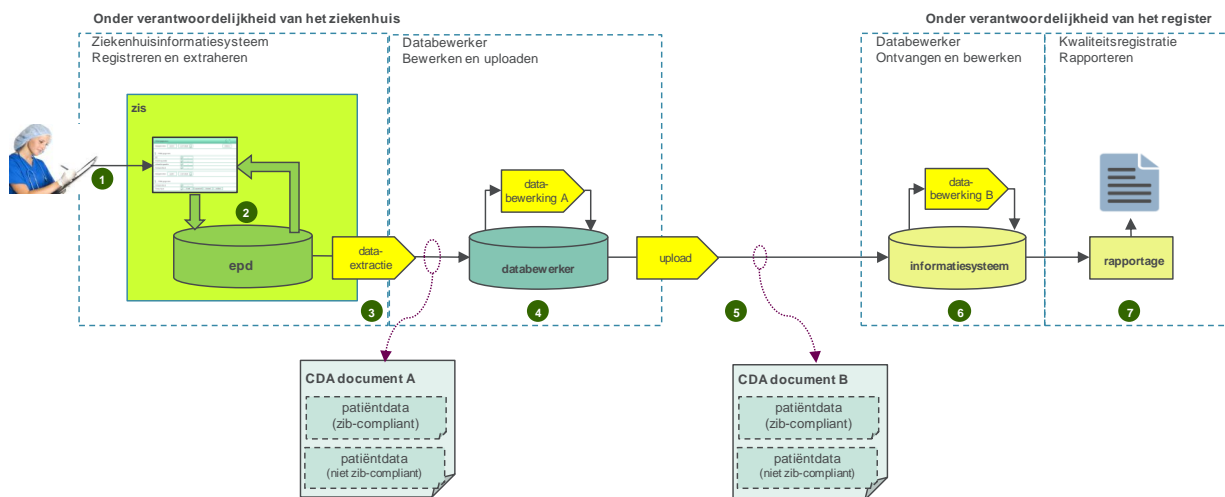 Onder verantwoordelijkheid van het ziekenhuis
Onder verantwoordelijkheid van het register
Ziekenhuisinformatiesysteem
Registreren en extraheren
Databewerker
Bewerken en uploaden
Databewerker
Ontvangen en bewerken
Kwaliteitsregistratie
Rapporteren
zis
1
2
epd
data-
extractie
3
data-
bewerking A
databewerker
4
upload
5
data-
bewerking B
informatiesysteem
6
rapportage
7
CDA document A
patiëntdata
(zib-compliant)
patiëntdata
(niet zib-compliant)
CDA document B
patiëntdata
(zib-compliant)
patiëntdata
(niet zib-compliant)